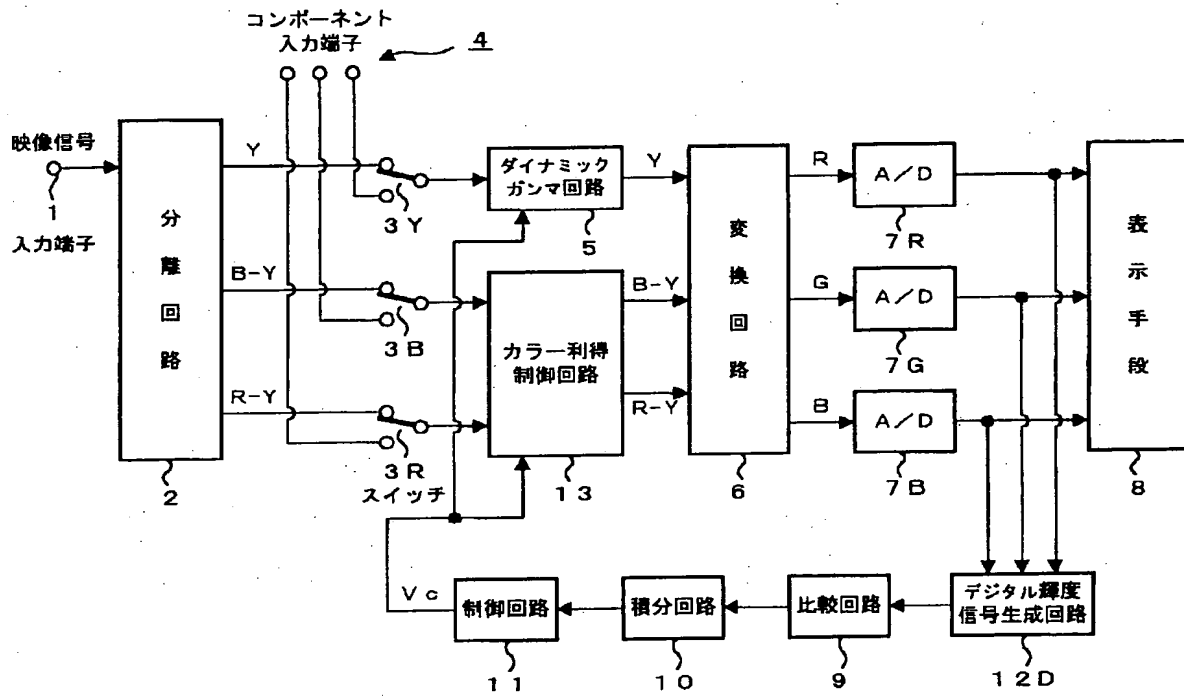 コンポーネント
入力端子
4
映像信号
1
入力端子
分離回路
2
Y
B-Y
R-Y
3Y
3B
3R
スイッチ
ダイナミック
ガンマ回路
5
カラー利得
制御回路
13
Y
B-Y
R-Y
変換回路
6
R
G
B
A/D
7R
A/D
7G
A/D
7B
表示手段
8
Vc
制御回路
11
積分回路
10
比較回路
9
デジタル輝度
信号生成回路
12D